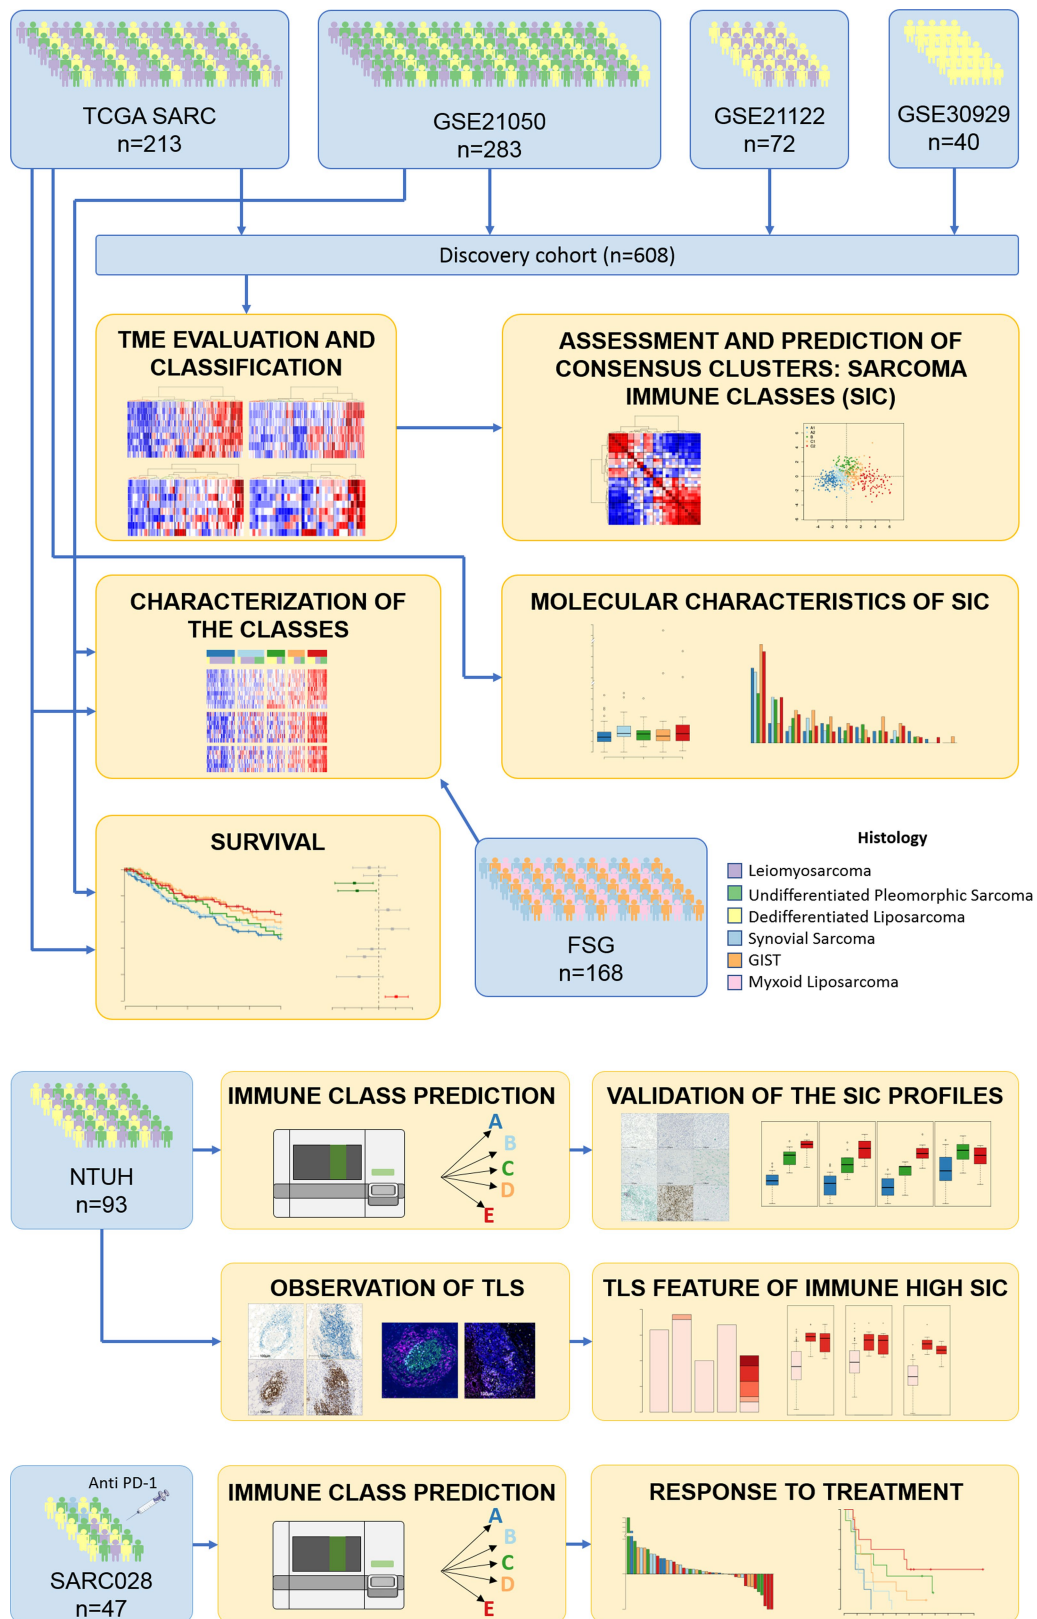 TCGA SARC
n=213
GSE21050
n=283
GSE21122
n=72
GSE30929
n=40
Discovery cohort (n=608)
TME EVALUATION AND
CLASSIFICATION
ASSESSMENT AND PREDICTION OF
CONSENSUS CLUSTERS: SARCOMA
IMMUNE CLASSES (SIC)
CHARACTERIZATION OF
THE CLASSES
MOLECULAR CHARACTERISTICS OF SIC
SURVIVAL
FSG
n=168
Histology
Leiomyosarcoma
Undifferentiated Pleomorphic Sarcoma
Dedifferentiated Liposarcoma
Synovial Sarcoma
GIST
Myxoid Liposarcoma
NTUH
n=93
IMMUNE CLASS PREDICTION
A
B
C
D
E
VALIDATION OF THE SIC PROFILES
OBSERVATION OF TLS
TLS FEATURE OF IMMUNE HIGH SIC
Anti PD-1
SARC028
n=47
IMMUNE CLASS PREDICTION
A
B
C
D
E
RESPONSE TO TREATMENT